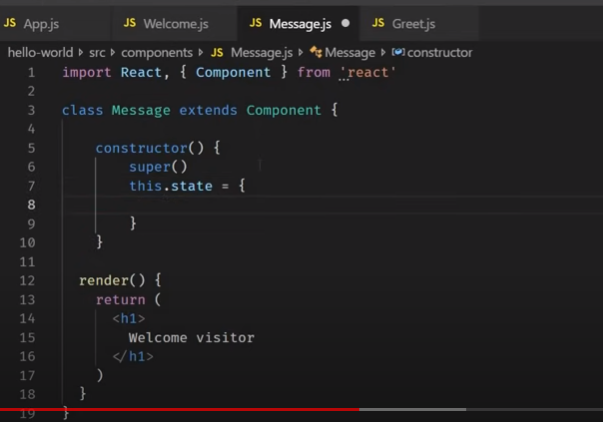 JS App.js JS Welcome.js JS Message.js ● JS Greet.js
hello-world › src › components › JS Message.js › Message › constructor
1 import React, { Component } from 'react'
2
3 class Message extends Component {
4
5 constructor() {
6 super()
7 this.state = {
8
9 }
10 }
11
12 render() {
13 return (
14 <h1>
15 Welcome visitor
16 </h1>
17 )
18 }
19 }